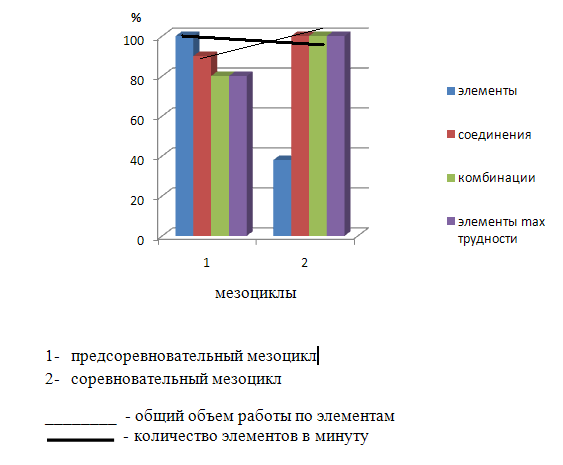 %
100
80
60
40
20
0
1 2
мезоциклы
элементы
соединения
комбинации
элементы max
трудности
1- предсоревновательный мезоцикл
2- соревновательный мезоцикл
________ - общий объем работы по элементам
- количество элементов в минуту